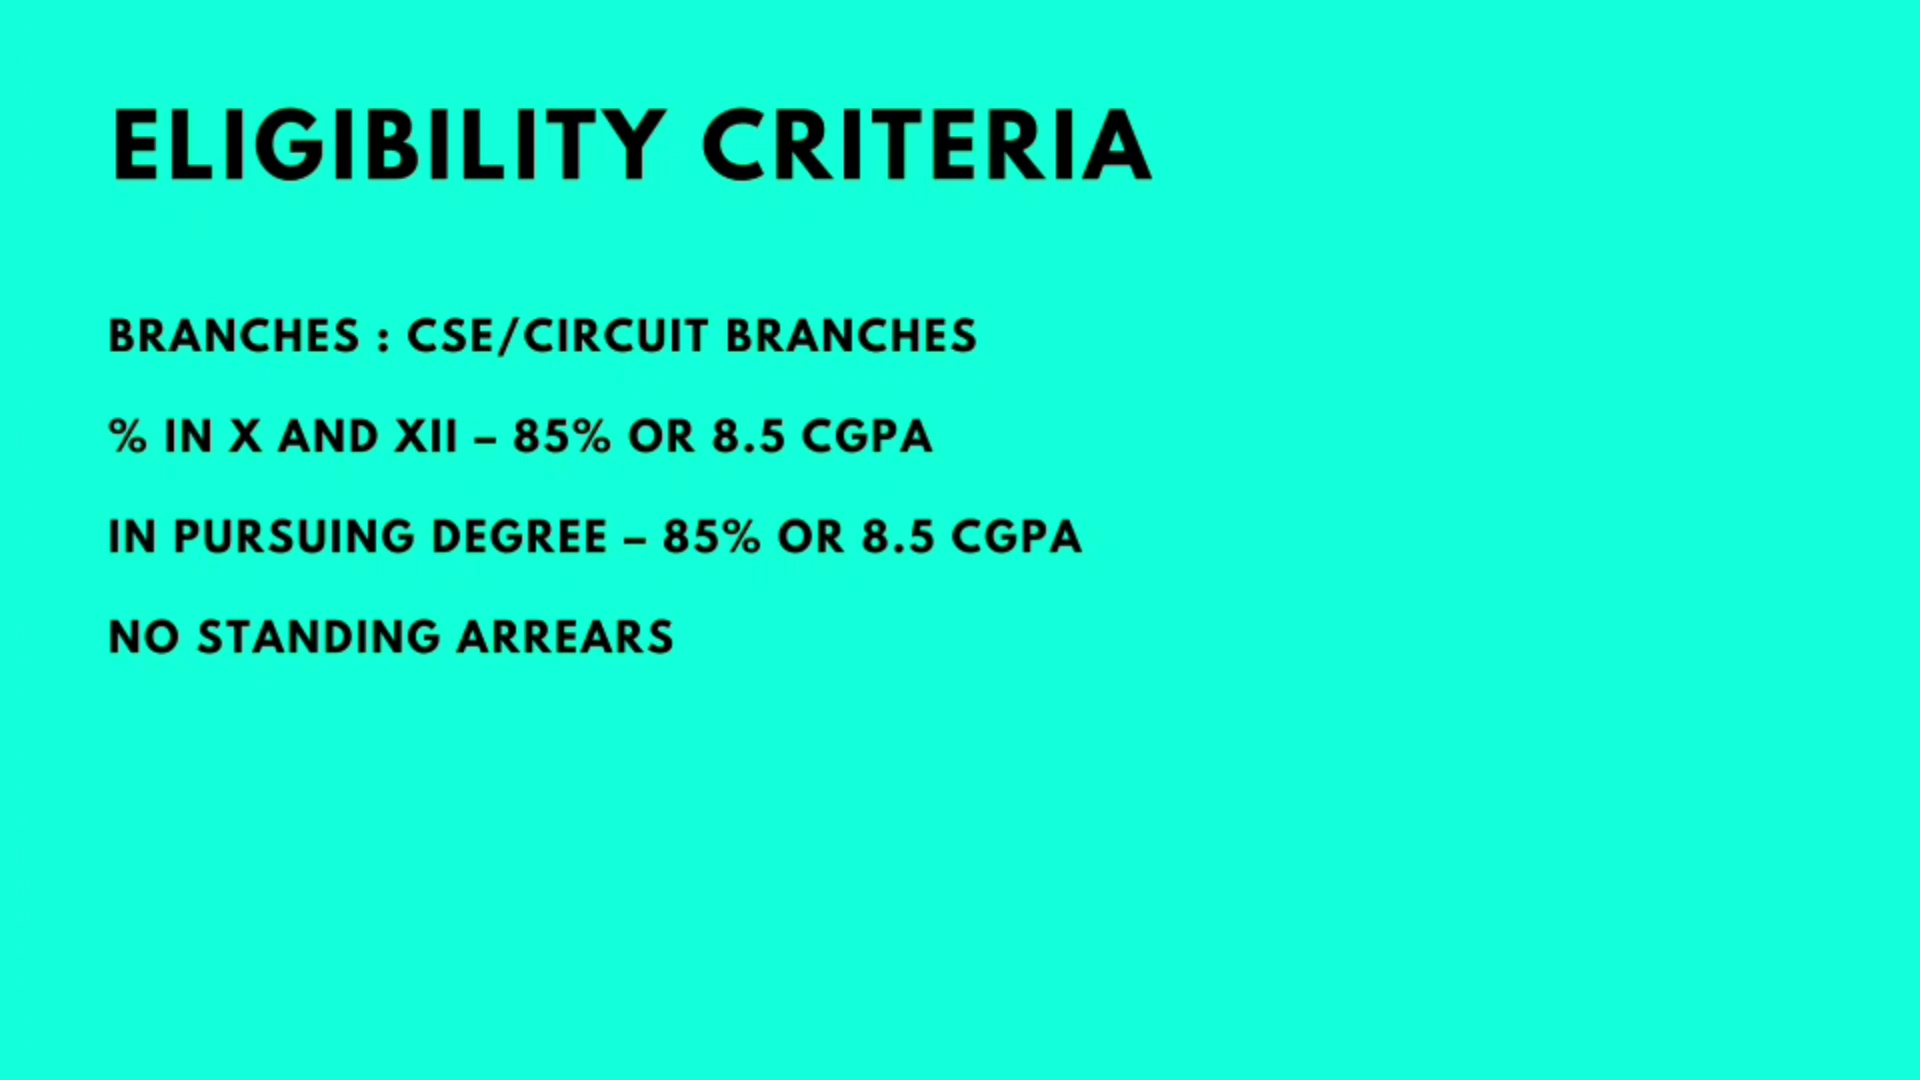 ELIGIBILITY CRITERIA
BRANCHES : CSE/CIRCUIT BRANCHES
% IN X AND XII – 85% OR 8.5 CGPA
IN PURSUING DEGREE – 85% OR 8.5 CGPA
NO STANDING ARREARS